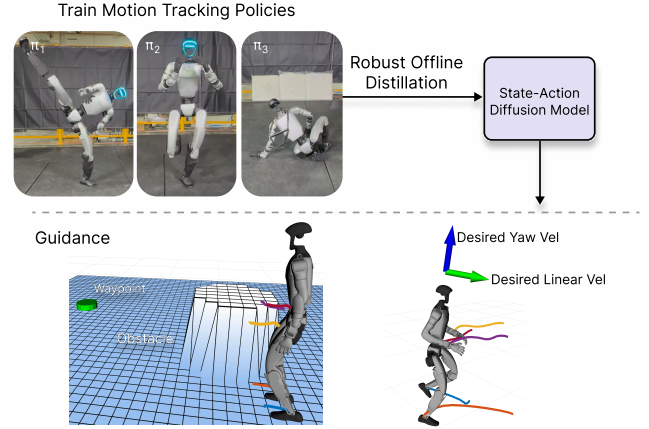 Train Motion Tracking Policies
π1
π2
π3
Robust Offline
Distillation
State-Action
Diffusion Model
Guidance
Waypoint
Obstacle
Desired Yaw Vel
Desired Linear Vel